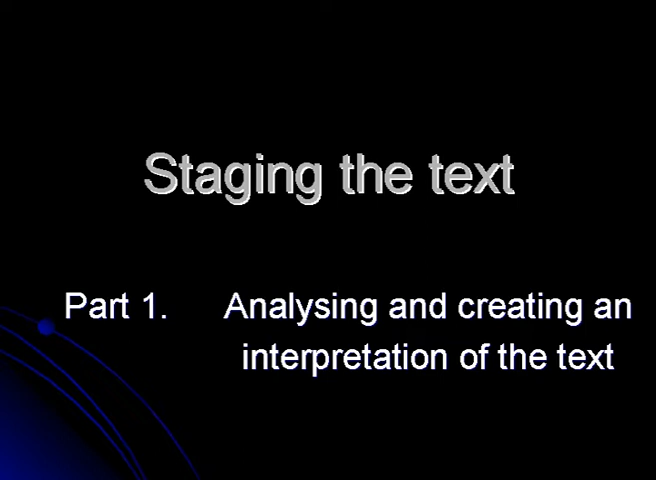 Staging the text
Part 1. Analysing and creating an
interpretation of the text